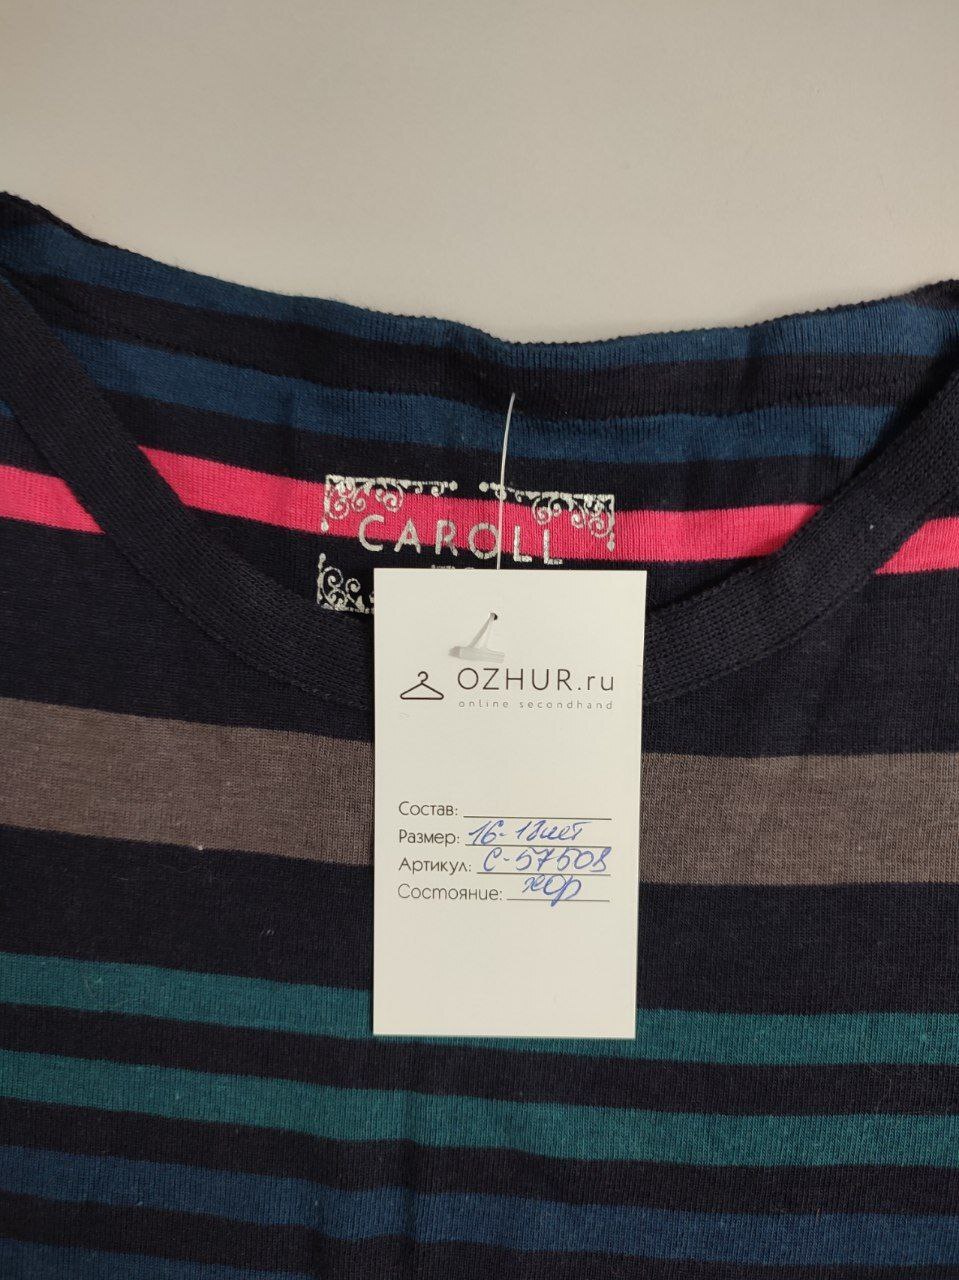 CAROLL
OZHUR.ru
online secondhand
Состав:
Размер: 16-18лет
Артикул: С-57508
Состояние: хор